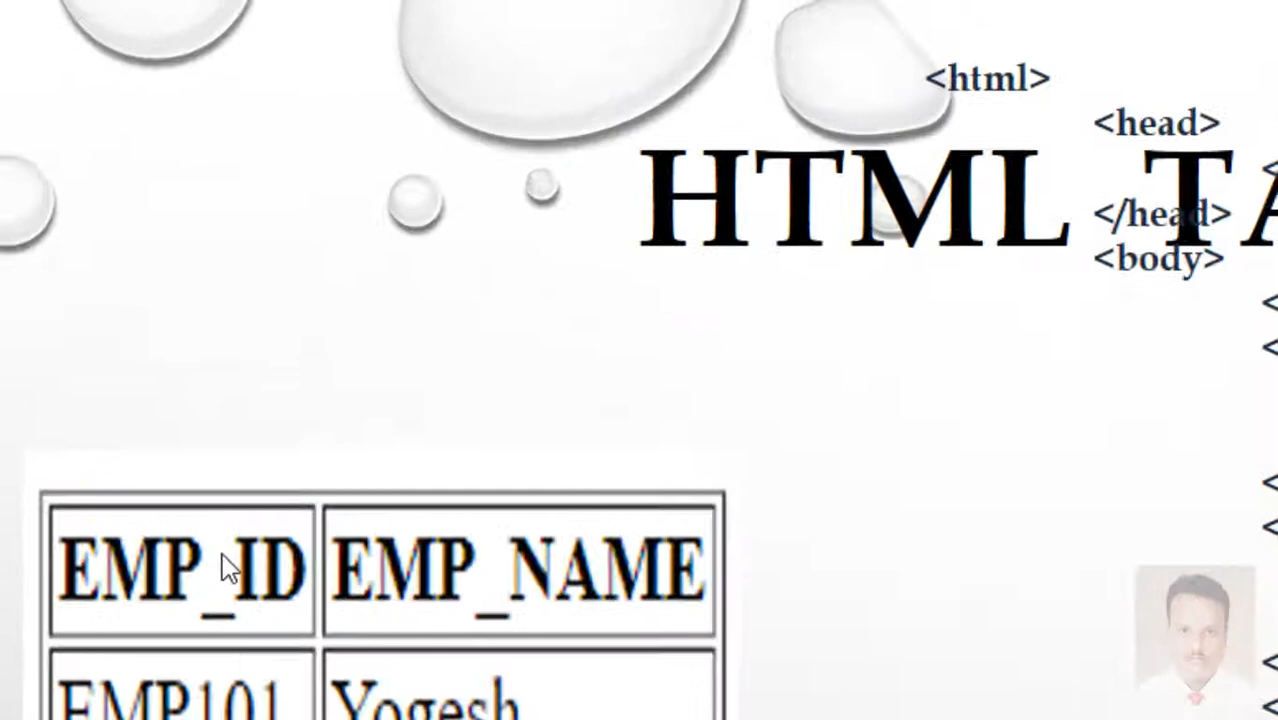 <html>
<head>
HTML TA
<
</head>
<body>
<
<
<
<
<
<
EMP_ID EMP_NAME
EMP101 Yogesh